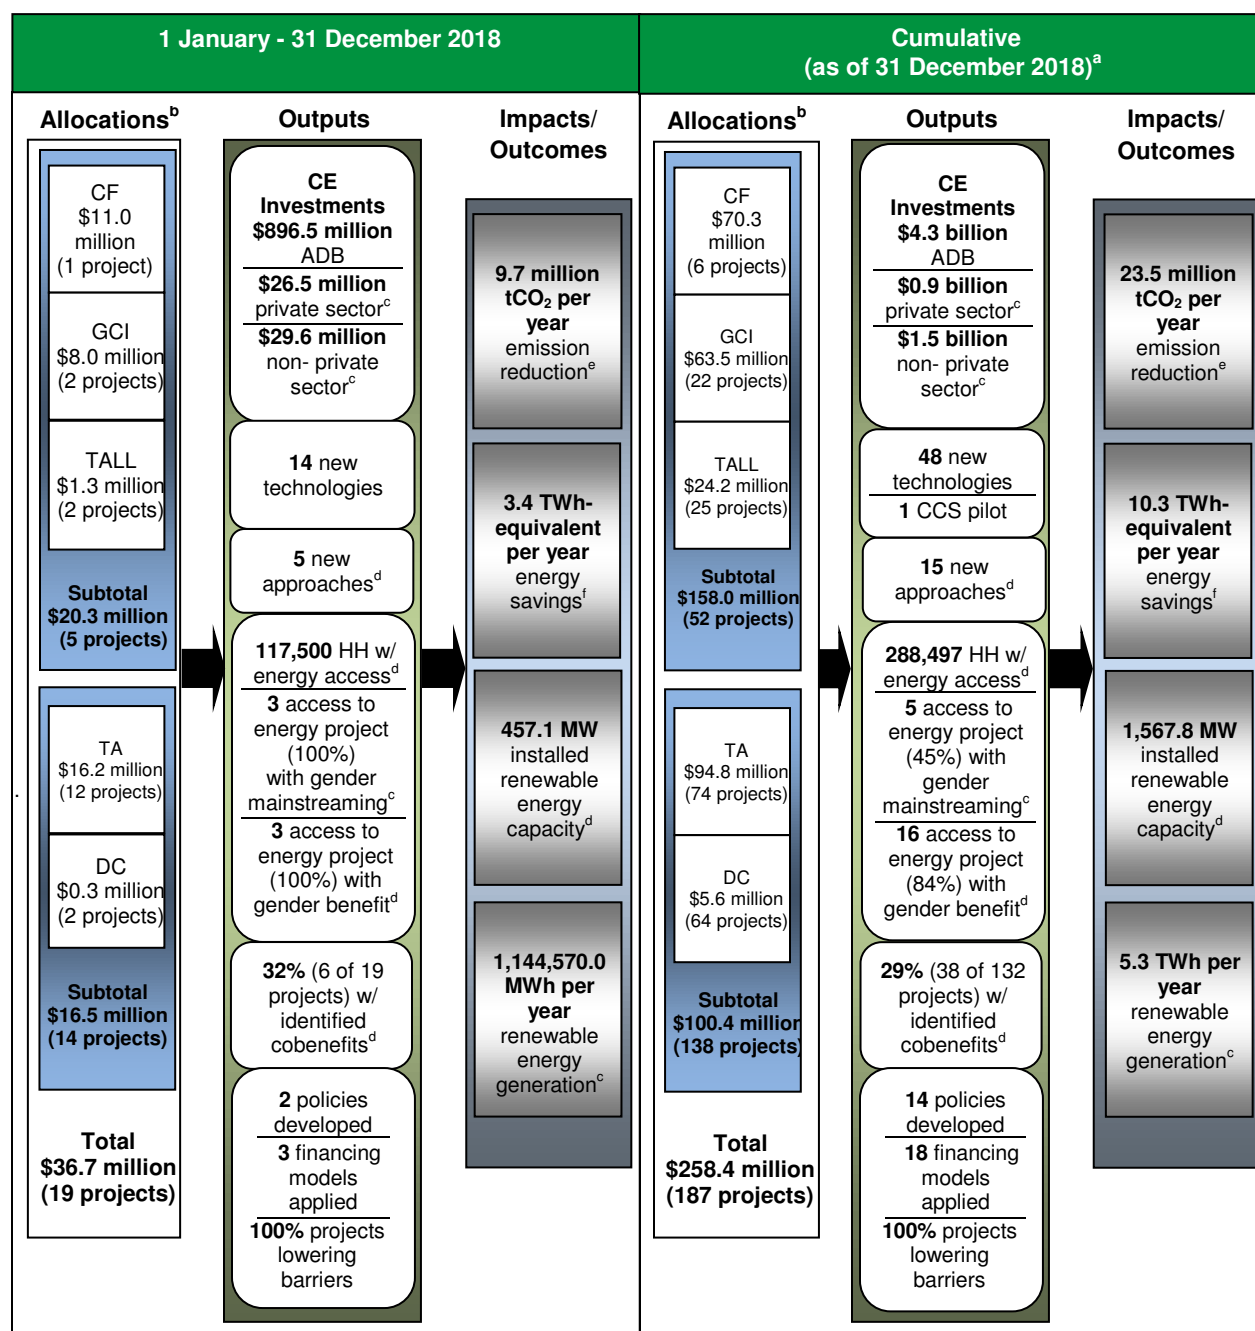 1 January - 31 December 2018
Allocationsᵇ
CF
$11.0
million
(1 project)
GCI
$8.0 million
(2 projects)
TALL
$1.3 million
(2 projects)
Subtotal
$20.3 million
(5 projects)
TA
$16.2 million
(12 projects)
DC
$0.3 million
(2 projects)
Subtotal
$16.5 million
(14 projects)
Total
$36.7 million
(19 projects)
Outputs
CE
Investments
$896.5 million
ADB
$26.5 million
private sectorᶜ
$29.6 million
non- private
sectorᶜ
14 new
technologies
5 new
approachesᵈ
117,500 HH w/
energy accessᵈ
3 access to
energy project
(100%)
with gender
mainstreamingᶜ
3 access to
energy project
(100%) with
gender benefitᵈ
32% (6 of 19
projects) w/
identified
cobenefitsᵈ
2 policies
developed
3 financing
models
applied
100% projects
lowering
barriers
Impacts/
Outcomes
9.7 million
tCO₂ per
year
emission
reductionᵉ
3.4 TWh-
equivalent
per year
energy
savingsᶠ
457.1 MW
installed
renewable
energy
capacityᵈ
1,144,570.0
MWh per
year
renewable
energy
generationᶜ
Cumulative
(as of 31 December 2018)ᵃ
Allocationsᵇ
CF
$70.3
million
(6 projects)
GCI
$63.5 million
(22 projects)
TALL
$24.2 million
(25 projects)
Subtotal
$158.0 million
(52 projects)
TA
$94.8 million
(74 projects)
DC
$5.6 million
(64 projects)
Subtotal
$100.4 million
(138 projects)
Total
$258.4 million
(187 projects)
Outputs
CE
Investments
$4.3 billion
ADB
$0.9 billion
private sectorᶜ
$1.5 billion
non- private
sectorᶜ
48 new
technologies
1 CCS pilot
15 new
approachesᵈ
288,497 HH w/
energy accessᵈ
5 access to
energy project
(45%) with
gender
mainstreamingᶜ
16 access to
energy project
(84%) with
gender benefitᵈ
29% (38 of 132
projects) w/
identified
cobenefitsᵈ
14 policies
developed
18 financing
models
applied
100% projects
lowering
barriers
Impacts/
Outcomes
23.5 million
tCO₂ per
year
emission
reductionᵉ
10.3 TWh-
equivalent
per year
energy
savingsᶠ
1,567.8 MW
installed
renewable
energy
capacityᵈ
5.3 TWh per
year
renewable
energy
generationᶜ